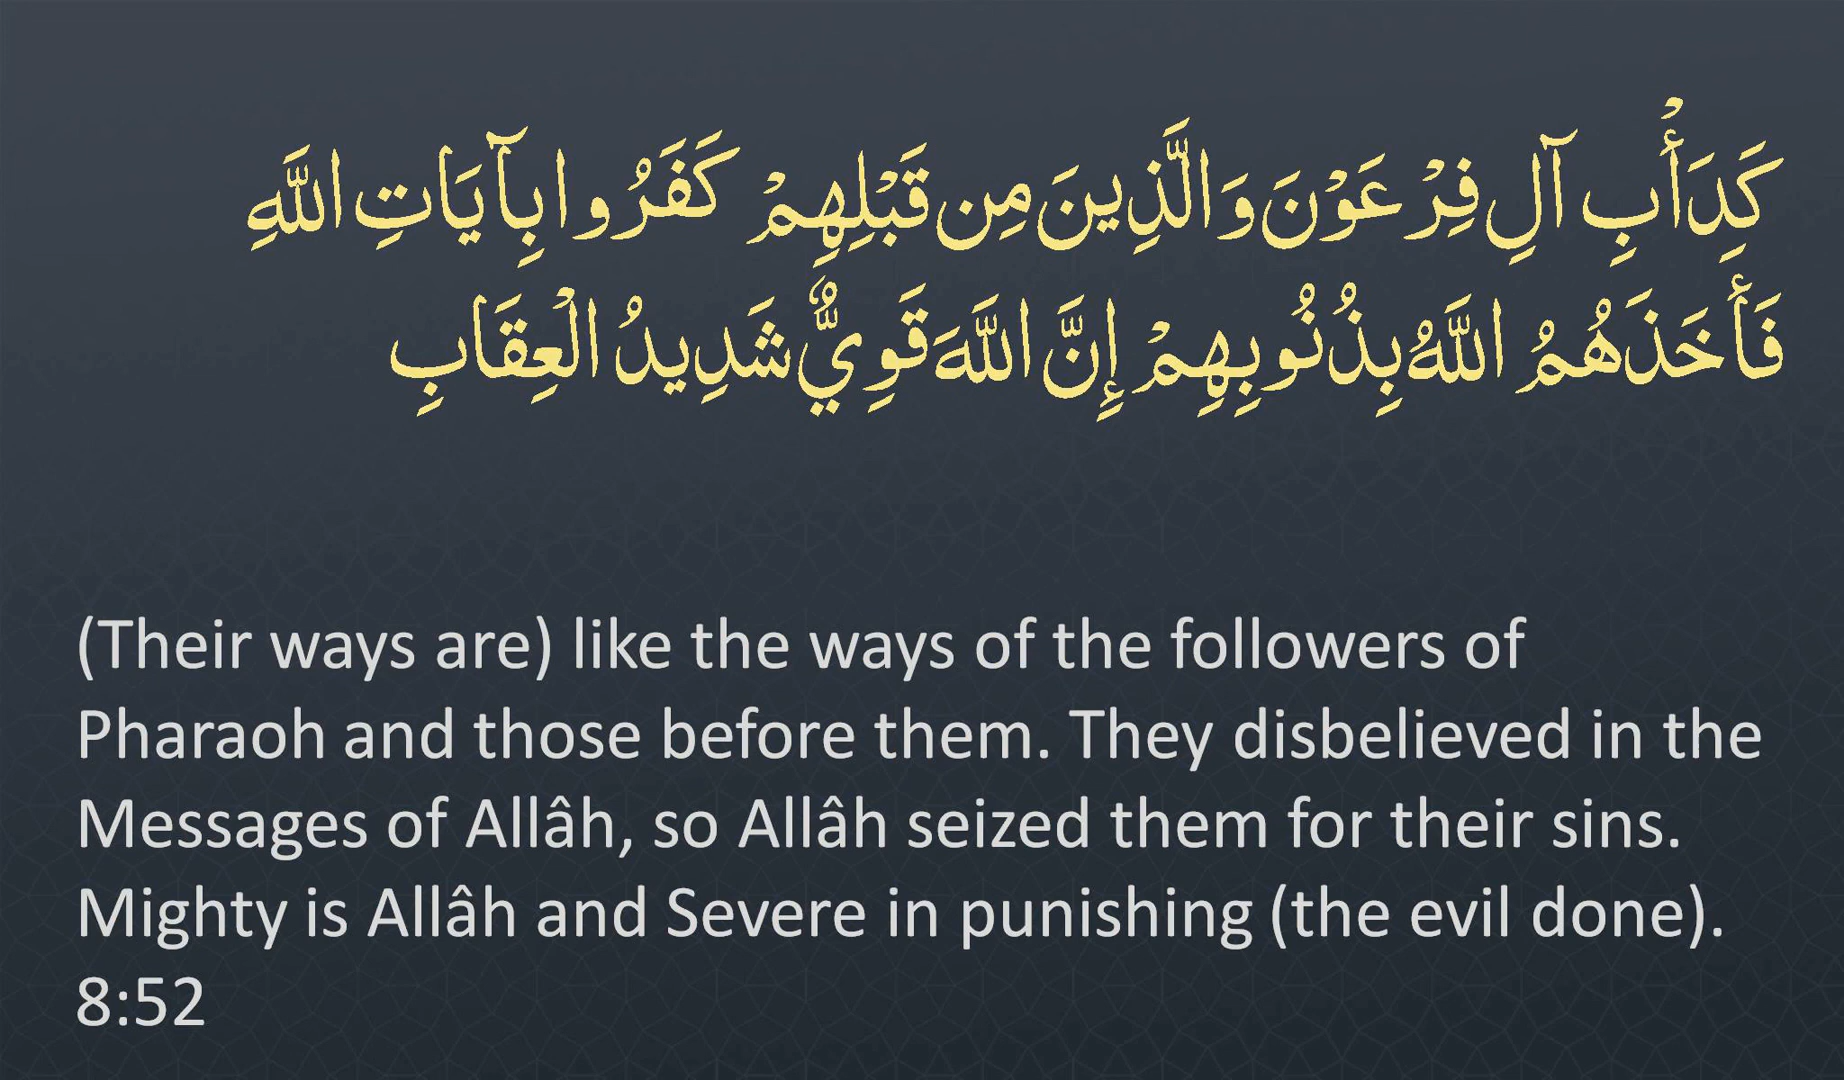 كَدَأْبِ آلِ فِرْعَوْنَ وَالَّذِينَ مِن قَبْلِهِمْ كَفَرُوا بِآيَاتِ اللَّهِ
فَأَخَذَهُمُ اللَّهُ بِذُنُوبِهِمْ إِنَّ اللَّهَ قَوِيٌّ شَدِيدُ الْعِقَابِ
(Their ways are) like the ways of the followers of
Pharaoh and those before them. They disbelieved in the
Messages of Allâh, so Allâh seized them for their sins.
Mighty is Allâh and Severe in punishing (the evil done).
8:52